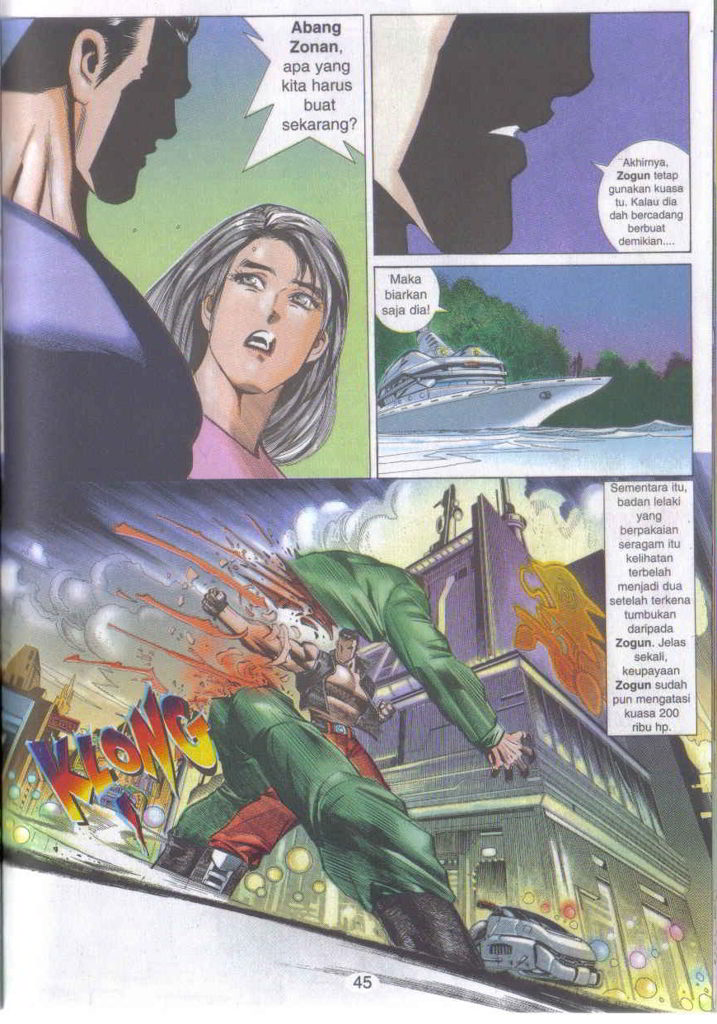 Abang
Zonan,
apa yang
kita harus
buat
sekarang?
Akhirnya,
Zogun tetap
gunakan kuasa
tu. Kalau dia
dah bercadang
berbuat
demikian....
Maka
biarkan
saja dia!
Sementara itu,
badan lelaki
yang
berpakaian
seragam itu
kelihatan
terbelah
menjadi dua
setelah terkena
tumbukan
daripada
Zogun. Jelas
sekali,
keupayaan
Zogun sudah
pun mengatasi
kuasa 200
ribu hp.
KLONG
45